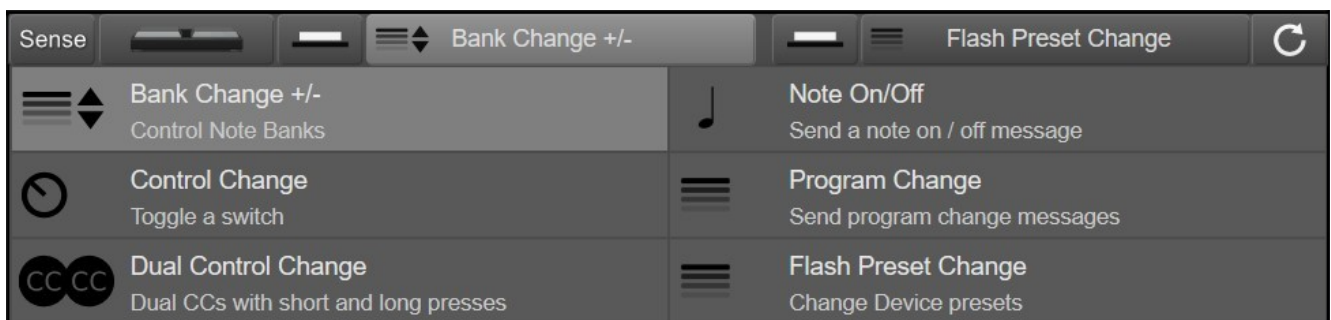 Sense
Bank Change +/-
Flash Preset Change
Bank Change +/-
Control Note Banks
Note On/Off
Send a note on / off message
Control Change
Toggle a switch
Program Change
Send program change messages
CC CC
Dual Control Change
Dual CCs with short and long presses
Flash Preset Change
Change Device presets